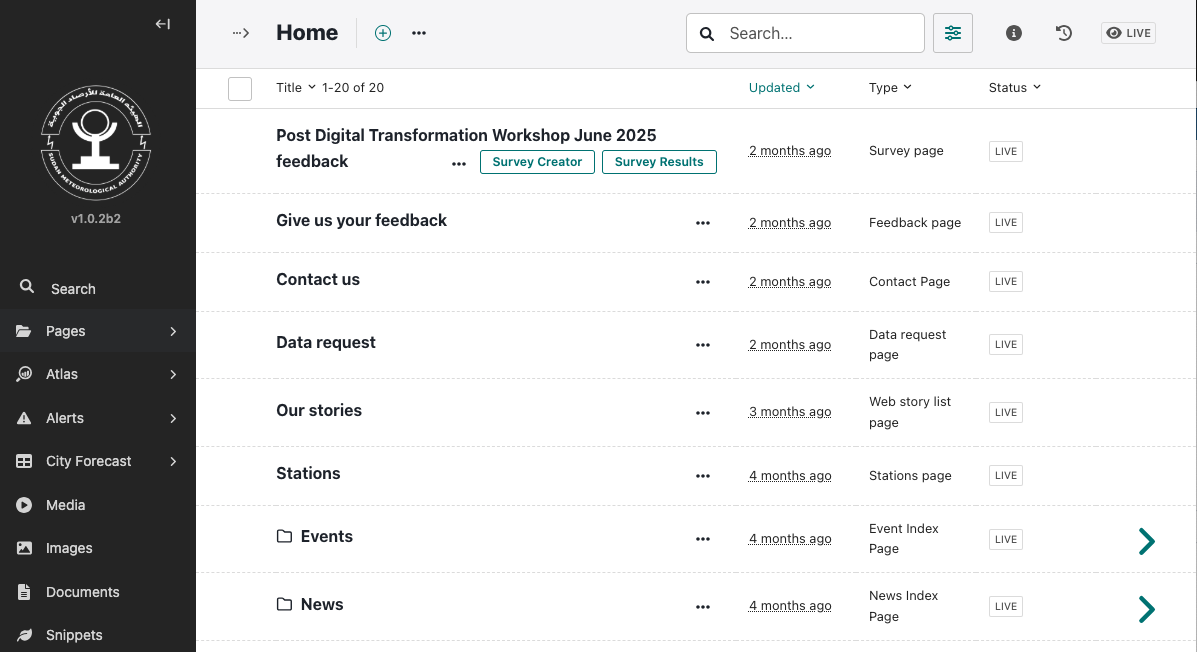 الهيئة العامة للأرصاد الجوية
SUDAN METEOROLOGICAL AUTHORITY
v1.0.2b2
Search
Pages
Atlas
Alerts
City Forecast
Media
Images
Documents
Snippets
Home
Search…
LIVE
Title 1-20 of 20 Updated Type Status
Post Digital Transformation Workshop June 2025
feedback Survey Creator Survey Results 2 months ago Survey page LIVE
Give us your feedback 2 months ago Feedback page LIVE
Contact us 2 months ago Contact Page LIVE
Data request 2 months ago Data request
page LIVE
Our stories 3 months ago Web story list
page LIVE
Stations 4 months ago Stations page LIVE
Events 4 months ago Event Index
Page LIVE
News 4 months ago News Index
Page LIVE